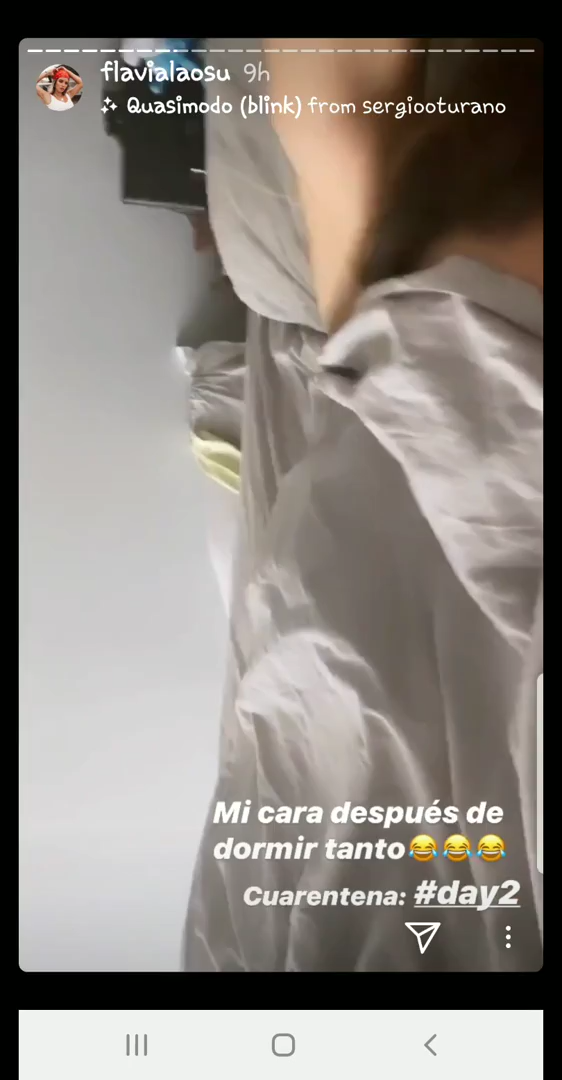 flavialaosu 9h
Quasimodo (blink) from sergiooturano
Mi cara después de
dormir tanto😂😂😂
Cuarentena: #day2